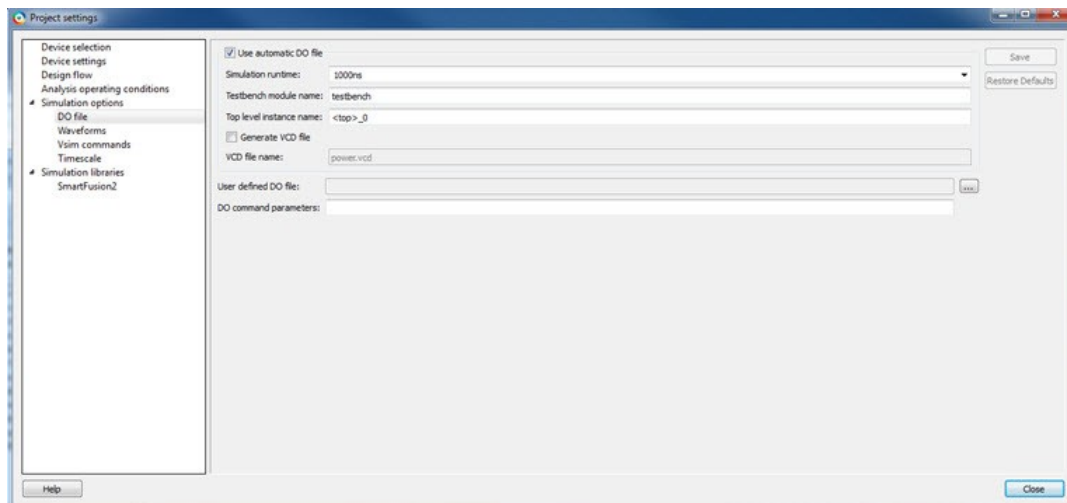 Project settings
Device selection
Device settings
Design flow
Analysis operating conditions
Simulation options
DO file
Waveforms
Vsim commands
Timescale
Simulation libraries
SmartFusion2
Use automatic DO file
Simulation runtime: 1000ns
Testbench module name: testbench
Top level instance name: <top>_0
Generate VCD file
VCD file name: power.vcd
User defined DO file: ...
DO command parameters:
Save
Restore Defaults
Help
Close